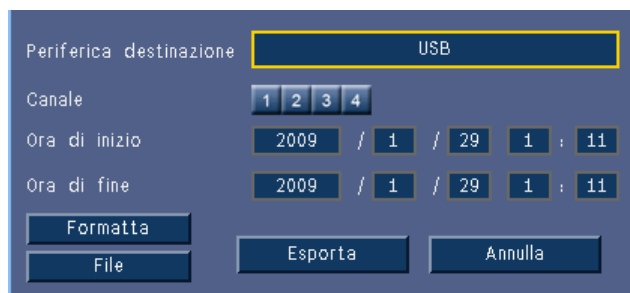 Periferica destinazione USB
Canale 1 2 3 4
Ora di inizio 2009 / 1 / 29 1 : 11
Ora di fine 2009 / 1 / 29 1 : 11
Formatta
Esporta Annulla
File